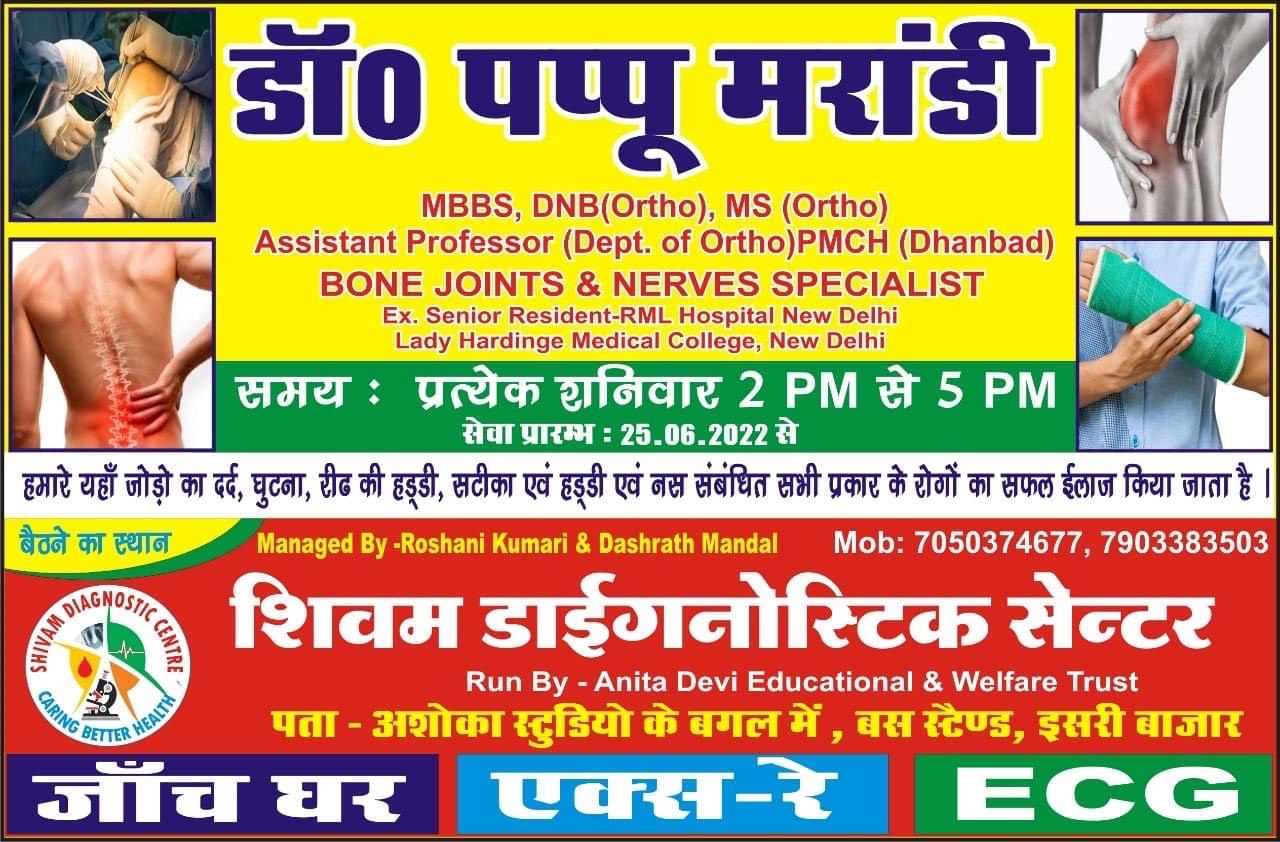 डॉ0 पप्पू मरांडी
MBBS, DNB(Ortho), MS (Ortho)
Assistant Professor (Dept. of Ortho)PMCH (Dhanbad)
BONE JOINTS & NERVES SPECIALIST
Ex. Senior Resident-RML Hospital New Delhi
Lady Hardinge Medical College, New Delhi
समय : प्रत्येक शनिवार 2 PM से 5 PM
सेवा प्रारम्भ : 25.06.2022 से
हमारे यहाँ जोड़ो का दर्द, घुटना, रीढ की हड्डी, सटीका एवं हड्डी एवं नस संबंधित सभी प्रकार के रोगों का सफल ईलाज किया जाता है ।
बैठने का स्थान
Managed By -Roshani Kumari & Dashrath Mandal
Mob: 7050374677, 7903383503
SHIVAM DIAGNOSTIC CENTRE
CARING BETTER HEALTH
शिवम डाईगनोस्टिक सेन्टर
Run By - Anita Devi Educational & Welfare Trust
पता - अशोका स्टुडियो के बगल में , बस स्टैण्ड, इसरी बाजार
जाँच घर
एक्स-रे
ECG